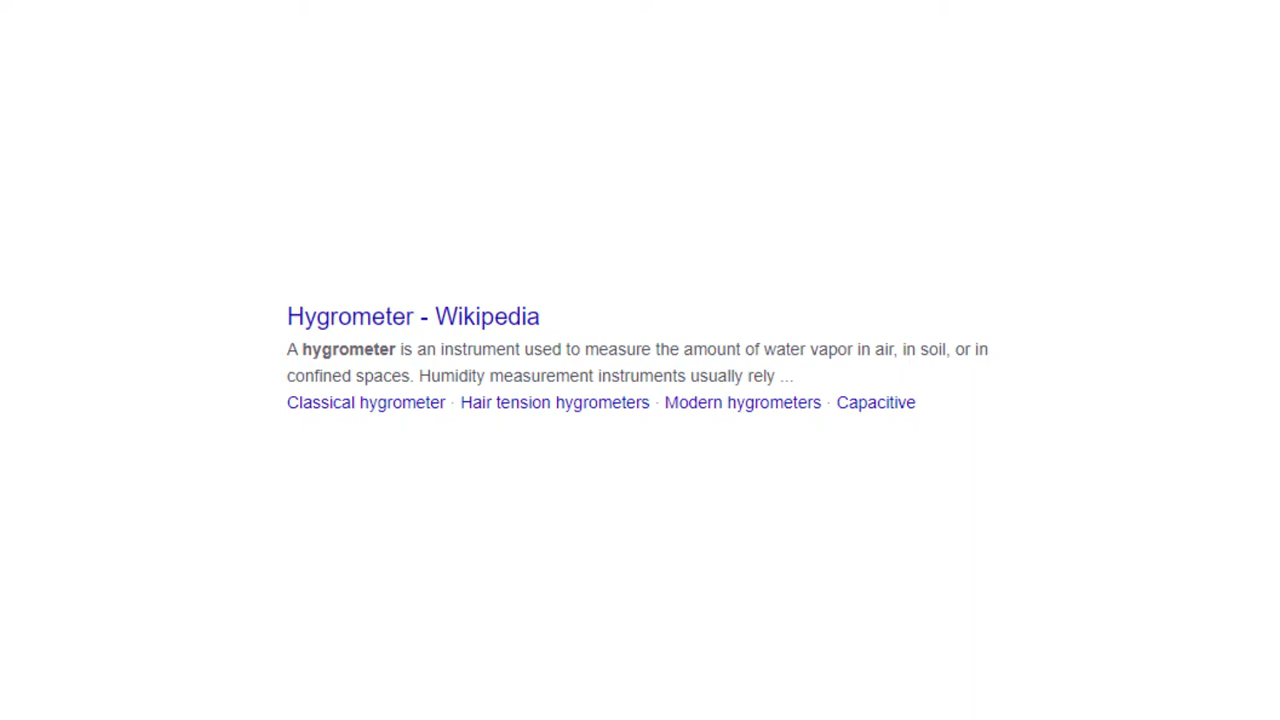 Hygrometer - Wikipedia
A hygrometer is an instrument used to measure the amount of water vapor in air, in soil, or in
confined spaces. Humidity measurement instruments usually rely ...
Classical hygrometer · Hair tension hygrometers · Modern hygrometers · Capacitive